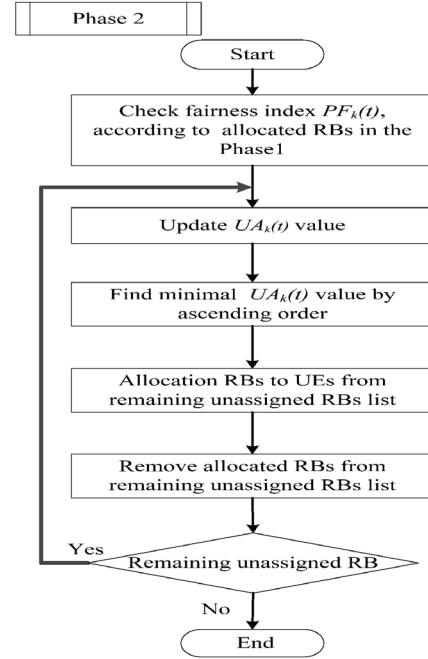 Phase 2
Start
Check fairness index PFk(t),
according to allocated RBs in the
Phase1
Update UAk(t) value
Find minimal UAk(t) value by
ascending order
Allocation RBs to UEs from
remaining unassigned RBs list
Remove allocated RBs from
remaining unassigned RBs list
Yes
Remaining unassigned RB
No
End